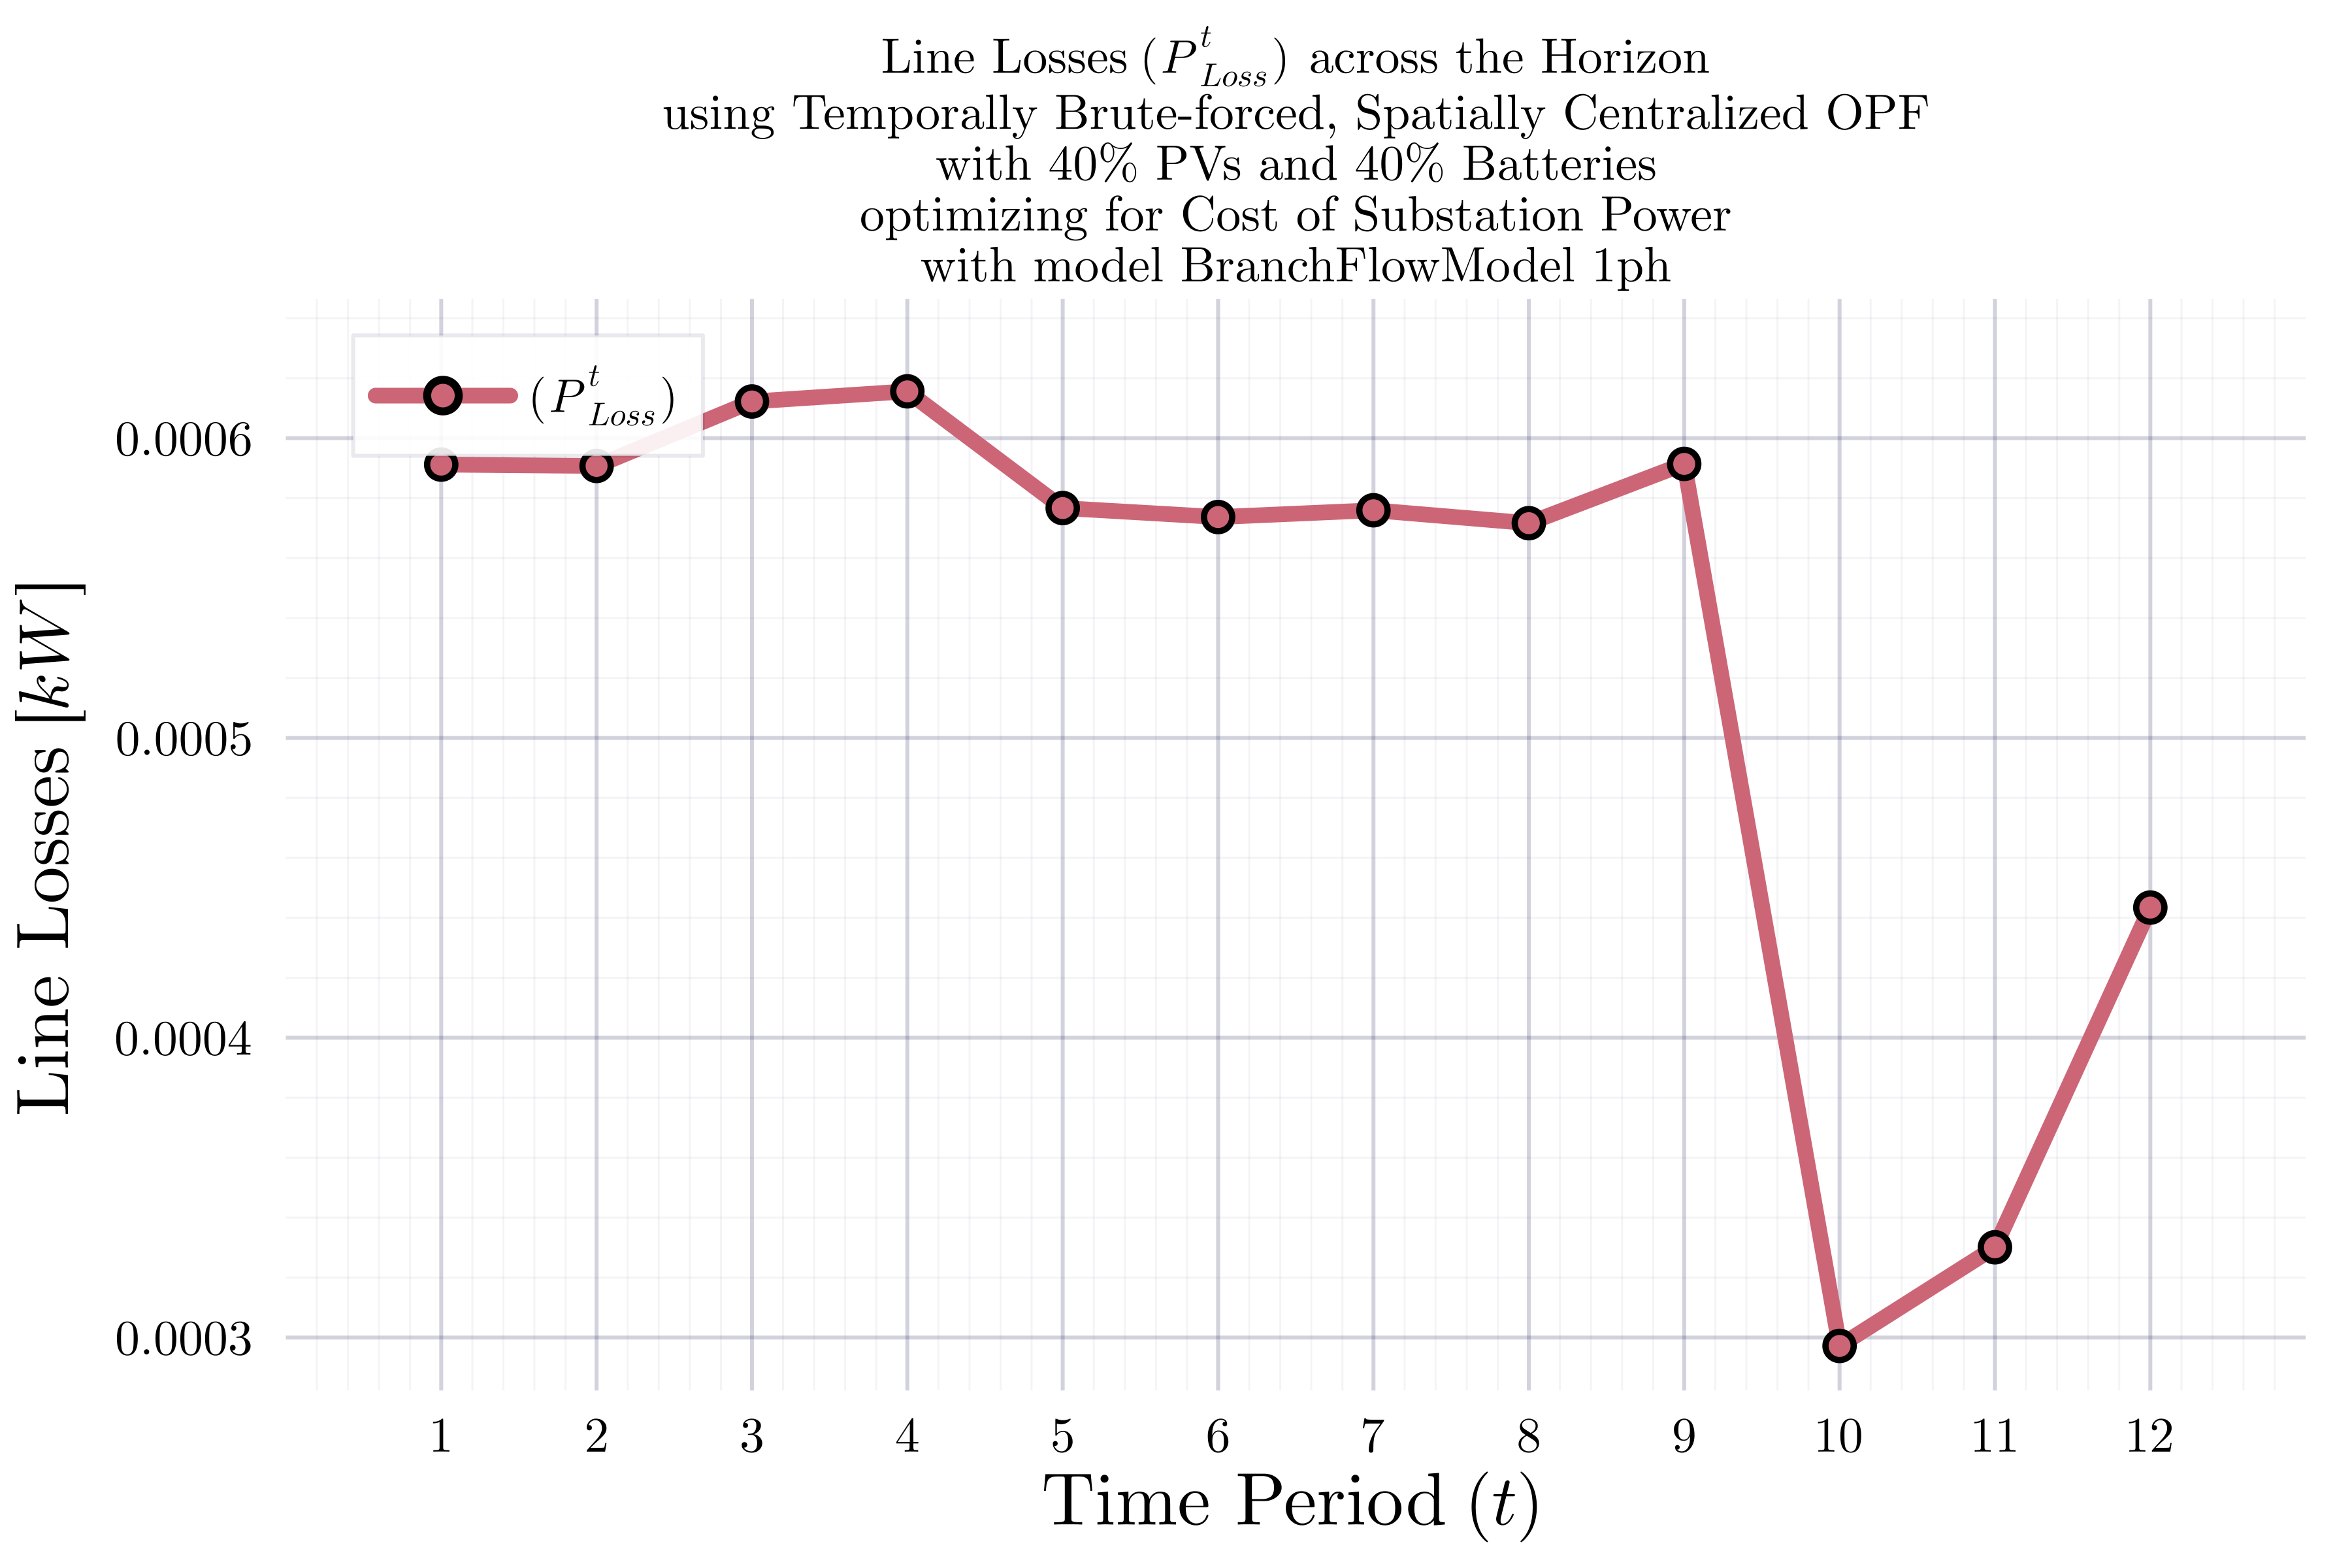 Line Losses (P^t_Loss) across the Horizon
using Temporally Brute-forced, Spatially Centralized OPF
with 40% PVs and 40% Batteries
optimizing for Cost of Substation Power
with model BranchFlowModel 1ph
(P^t_Loss)
Line Losses [kW]
0.0006
0.0005
0.0004
0.0003
1 2 3 4 5 6 7 8 9 10 11 12
Time Period (t)